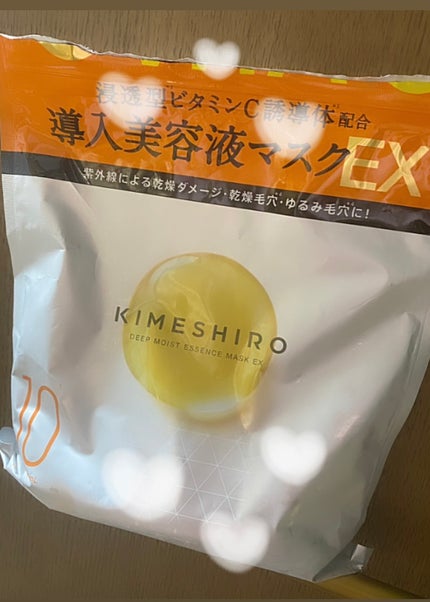 浸透型ビタミンC誘導体配合
導入美容液マスクEX
紫外線による乾燥ダメージ・乾燥毛穴・ゆるみ毛穴に!
KIMESHIRO
DEEP MOIST ESSENCE MASK EX
10